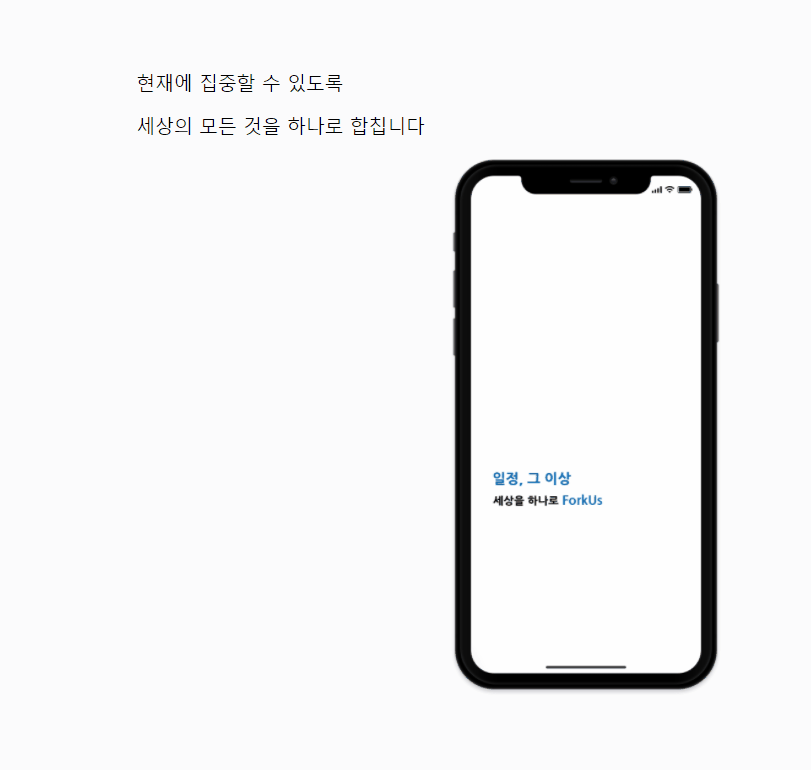 현재에 집중할 수 있도록
세상의 모든 것을 하나로 합칩니다
일정, 그 이상
세상을 하나로 ForkUs